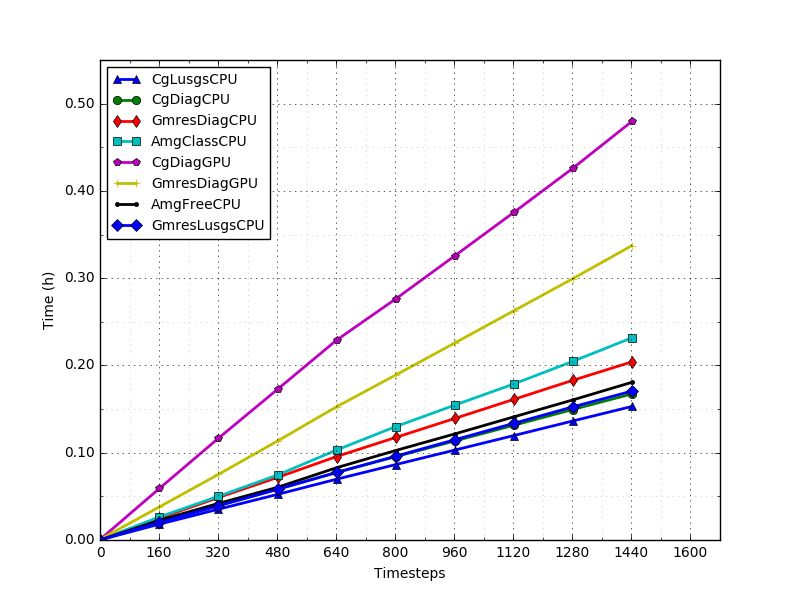 CgLusgsCPU
CgDiagCPU
GmresDiagCPU
AmgClassCPU
CgDiagGPU
GmresDiagGPU
AmgFreeCPU
GmresLusgsCPU
0.50
0.40
0.30
0.20
0.10
0.00
Time (h)
0 160 320 480 640 800 960 1120 1280 1440 1600
Timesteps